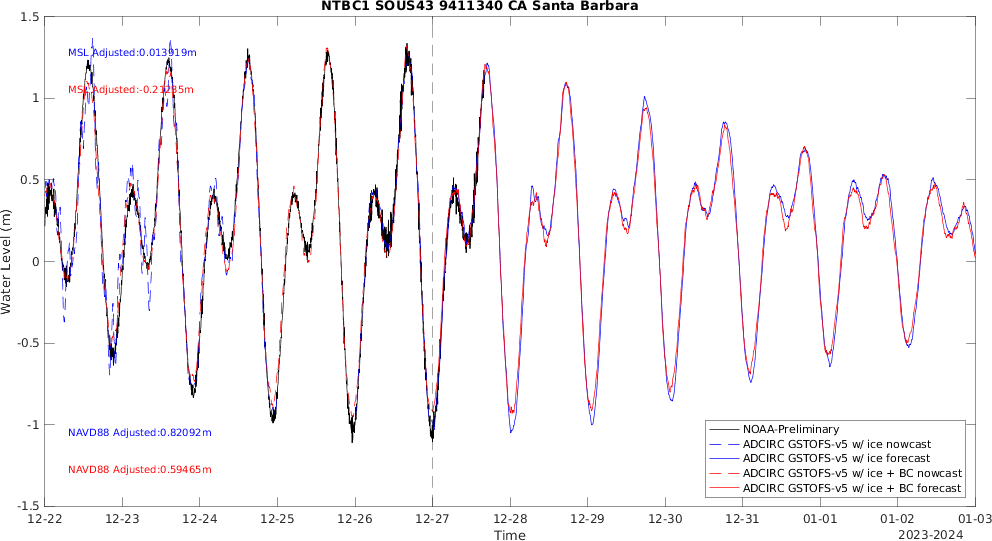 NTBC1 SOUS43 9411340 CA Santa Barbara
1.5
MSL Adjusted:0.013919m
1
MSL Adjusted:-0.21235m
0.5
Water Level (m)
0
-0.5
-1
NAVD88 Adjusted:0.82092m
NAVD88 Adjusted:0.59465m
-1.5
NOAA-Preliminary
ADCIRC GSTOFS-v5 w/ ice nowcast
ADCIRC GSTOFS-v5 w/ ice forecast
ADCIRC GSTOFS-v5 w/ ice + BC nowcast
ADCIRC GSTOFS-v5 w/ ice + BC forecast
12-22 12-23 12-24 12-25 12-26 12-27 12-28 12-29 12-30 12-31 01-01 01-02 01-03
Time
2023-2024